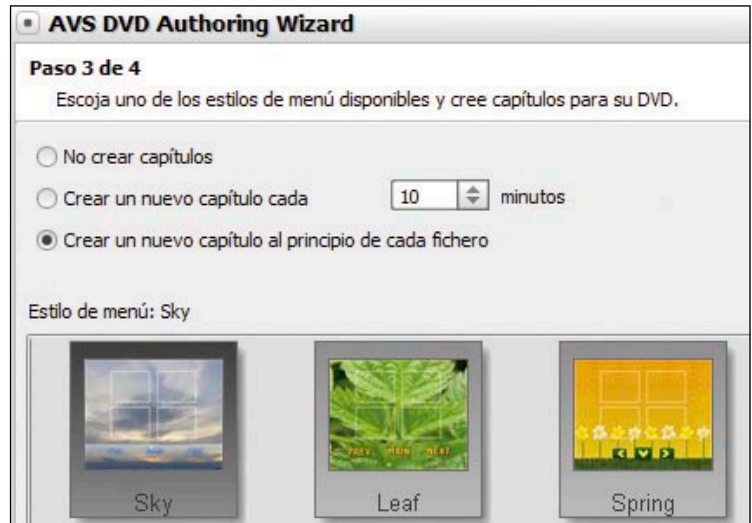 AVS DVD Authoring Wizard
Paso 3 de 4
Escoja uno de los estilos de menú disponibles y cree capítulos para su DVD.
No crear capítulos
Crear un nuevo capítulo cada 10 minutos
Crear un nuevo capítulo al principio de cada fichero
Estilo de menú: Sky
PREV MAIN NEXT
Sky Leaf Spring